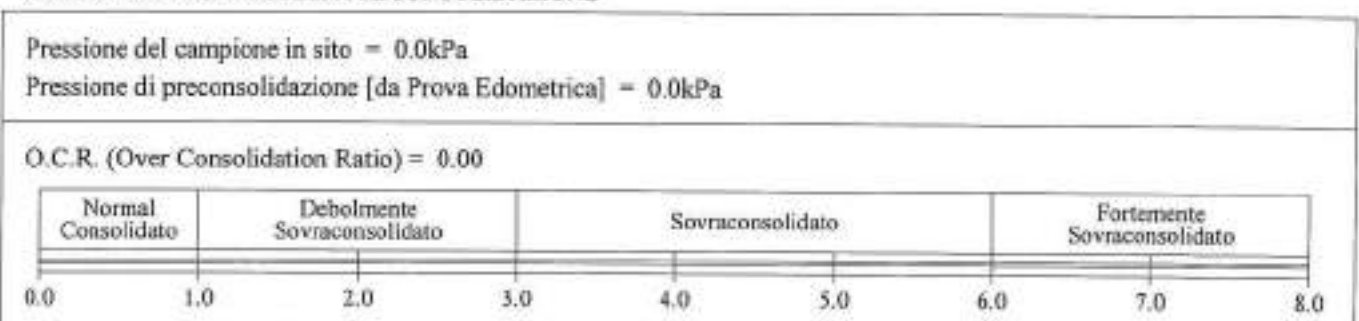 Pressione del campione in sito = 0.0kPa
Pressione di preconsolidazione [da Prova Edometrica] = 0.0kPa
O.C.R. (Over Consolidation Ratio) = 0.00
Normal
Consolidato
Debolmente
Sovraconsolidato
Sovraconsolidato
Fortemente
Sovraconsolidato
0.0 1.0 2.0 3.0 4.0 5.0 6.0 7.0 8.0